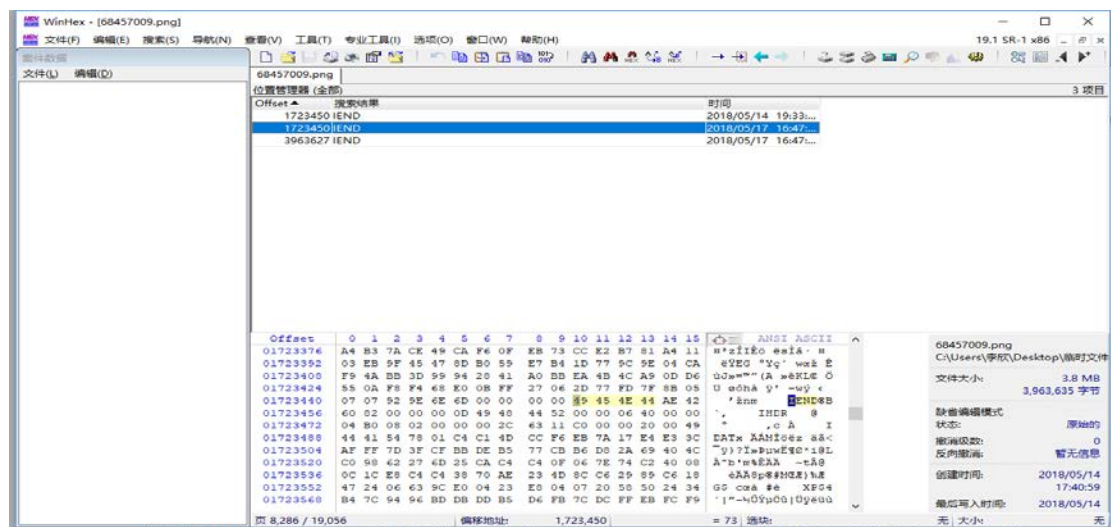 WinHex - [68457009.png]
文件(F) 编辑(E) 搜索(S) 导航(N) 查看(V) 工具(T) 专业工具(I) 选项(O) 窗口(W) 帮助(H)
19.1 SR-1 x86
案件数据
文件(L) 编辑(D)
68457009.png
位置管理器 (全部)
3 项目
Offset 搜索结果 时间
1723450 IEND 2018/05/14 19:33:...
1723450 IEND 2018/05/17 16:47:...
3963627 IEND 2018/05/17 16:47:...
Offset 0 1 2 3 4 5 6 7 8 9 10 11 12 13 14 15 ANSI ASCII
01723376 A4 B3 7A CE 49 CA F6 0F EB 73 CC E2 B7 81 A4 11
01723392 03 EB 9F 45 47 8D B0 59 E7 B4 1D 77 9C 9E 04 CA
01723408 F9 4A BB 3D 99 94 28 41 A0 BB EA 4B 4C A9 0D D6
01723424 55 0A F8 F4 68 E0 0B FF 27 06 2D 77 FD 7F 8B 05
01723440 07 07 92 9E 6E 6D 00 00 00 00 49 45 4E 44 AE 42
01723456 60 82 00 00 00 0D 49 48 44 52 00 00 06 40 00 00
01723472 04 B0 08 02 00 00 00 2C 63 11 C0 00 00 20 00 49
01723488 44 41 54 78 01 C4 C1 4D CC F6 EB 7A 17 E4 E3 3C
01723504 AF FF 7D 3F CF BB DE B5 77 CB B6 D8 2A 69 40 4C
01723520 C0 98 62 27 6D 25 CA C4 C4 0F 06 7E 74 C2 40 08
01723536 0C 1C E8 C4 C4 38 70 AE 23 4D 8C C6 29 89 C6 18
01723552 47 24 06 63 9C E0 04 23 E8 04 07 20 58 50 24 34
01723568 B4 7C 94 96 BD DB DD B5 D6 FB 7C DC FF EB FC F9
68457009.png
C:\Users\李欣\Desktop\临时文件
文件大小: 3.8 MB
3,963,635 字节
缺省编辑模式
状态: 原始的
撤消级数: 0
反向撤消: 暂无信息
创建时间: 2018/05/14
17:40:59
最后写入时间: 2018/05/14
页 8,286 / 19,056 偏移地址: 1,723,450 = 73 选块: 无 大小: 无